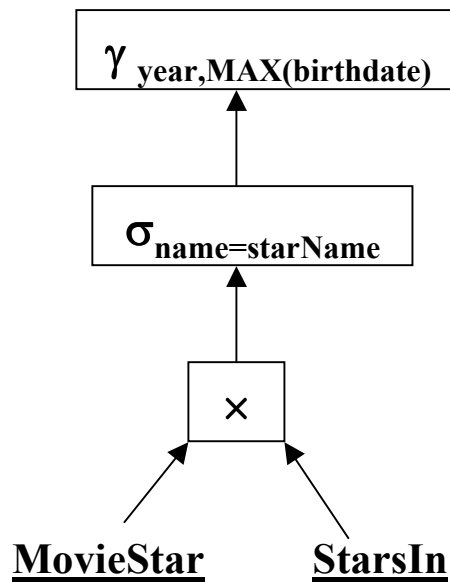 γ year,MAX(birthdate)
σname=starName
×
MovieStar StarsIn